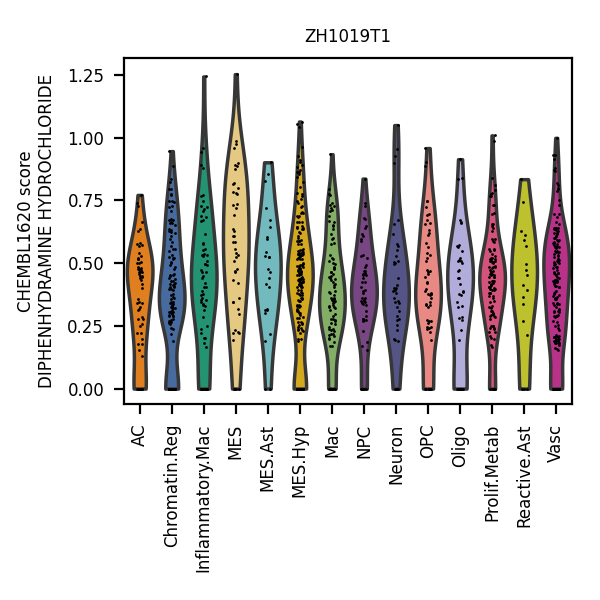 ZH1019T1
CHEMBL1620 score
DIPHENHYDRAMINE HYDROCHLORIDE
1.25
1.00
0.75
0.50
0.25
0.00
AC
Chromatin.Reg
Inflammatory.Mac
MES
MES.Ast
MES.Hyp
Mac
NPC
Neuron
OPC
Oligo
Prolif.Metab
Reactive.Ast
Vasc